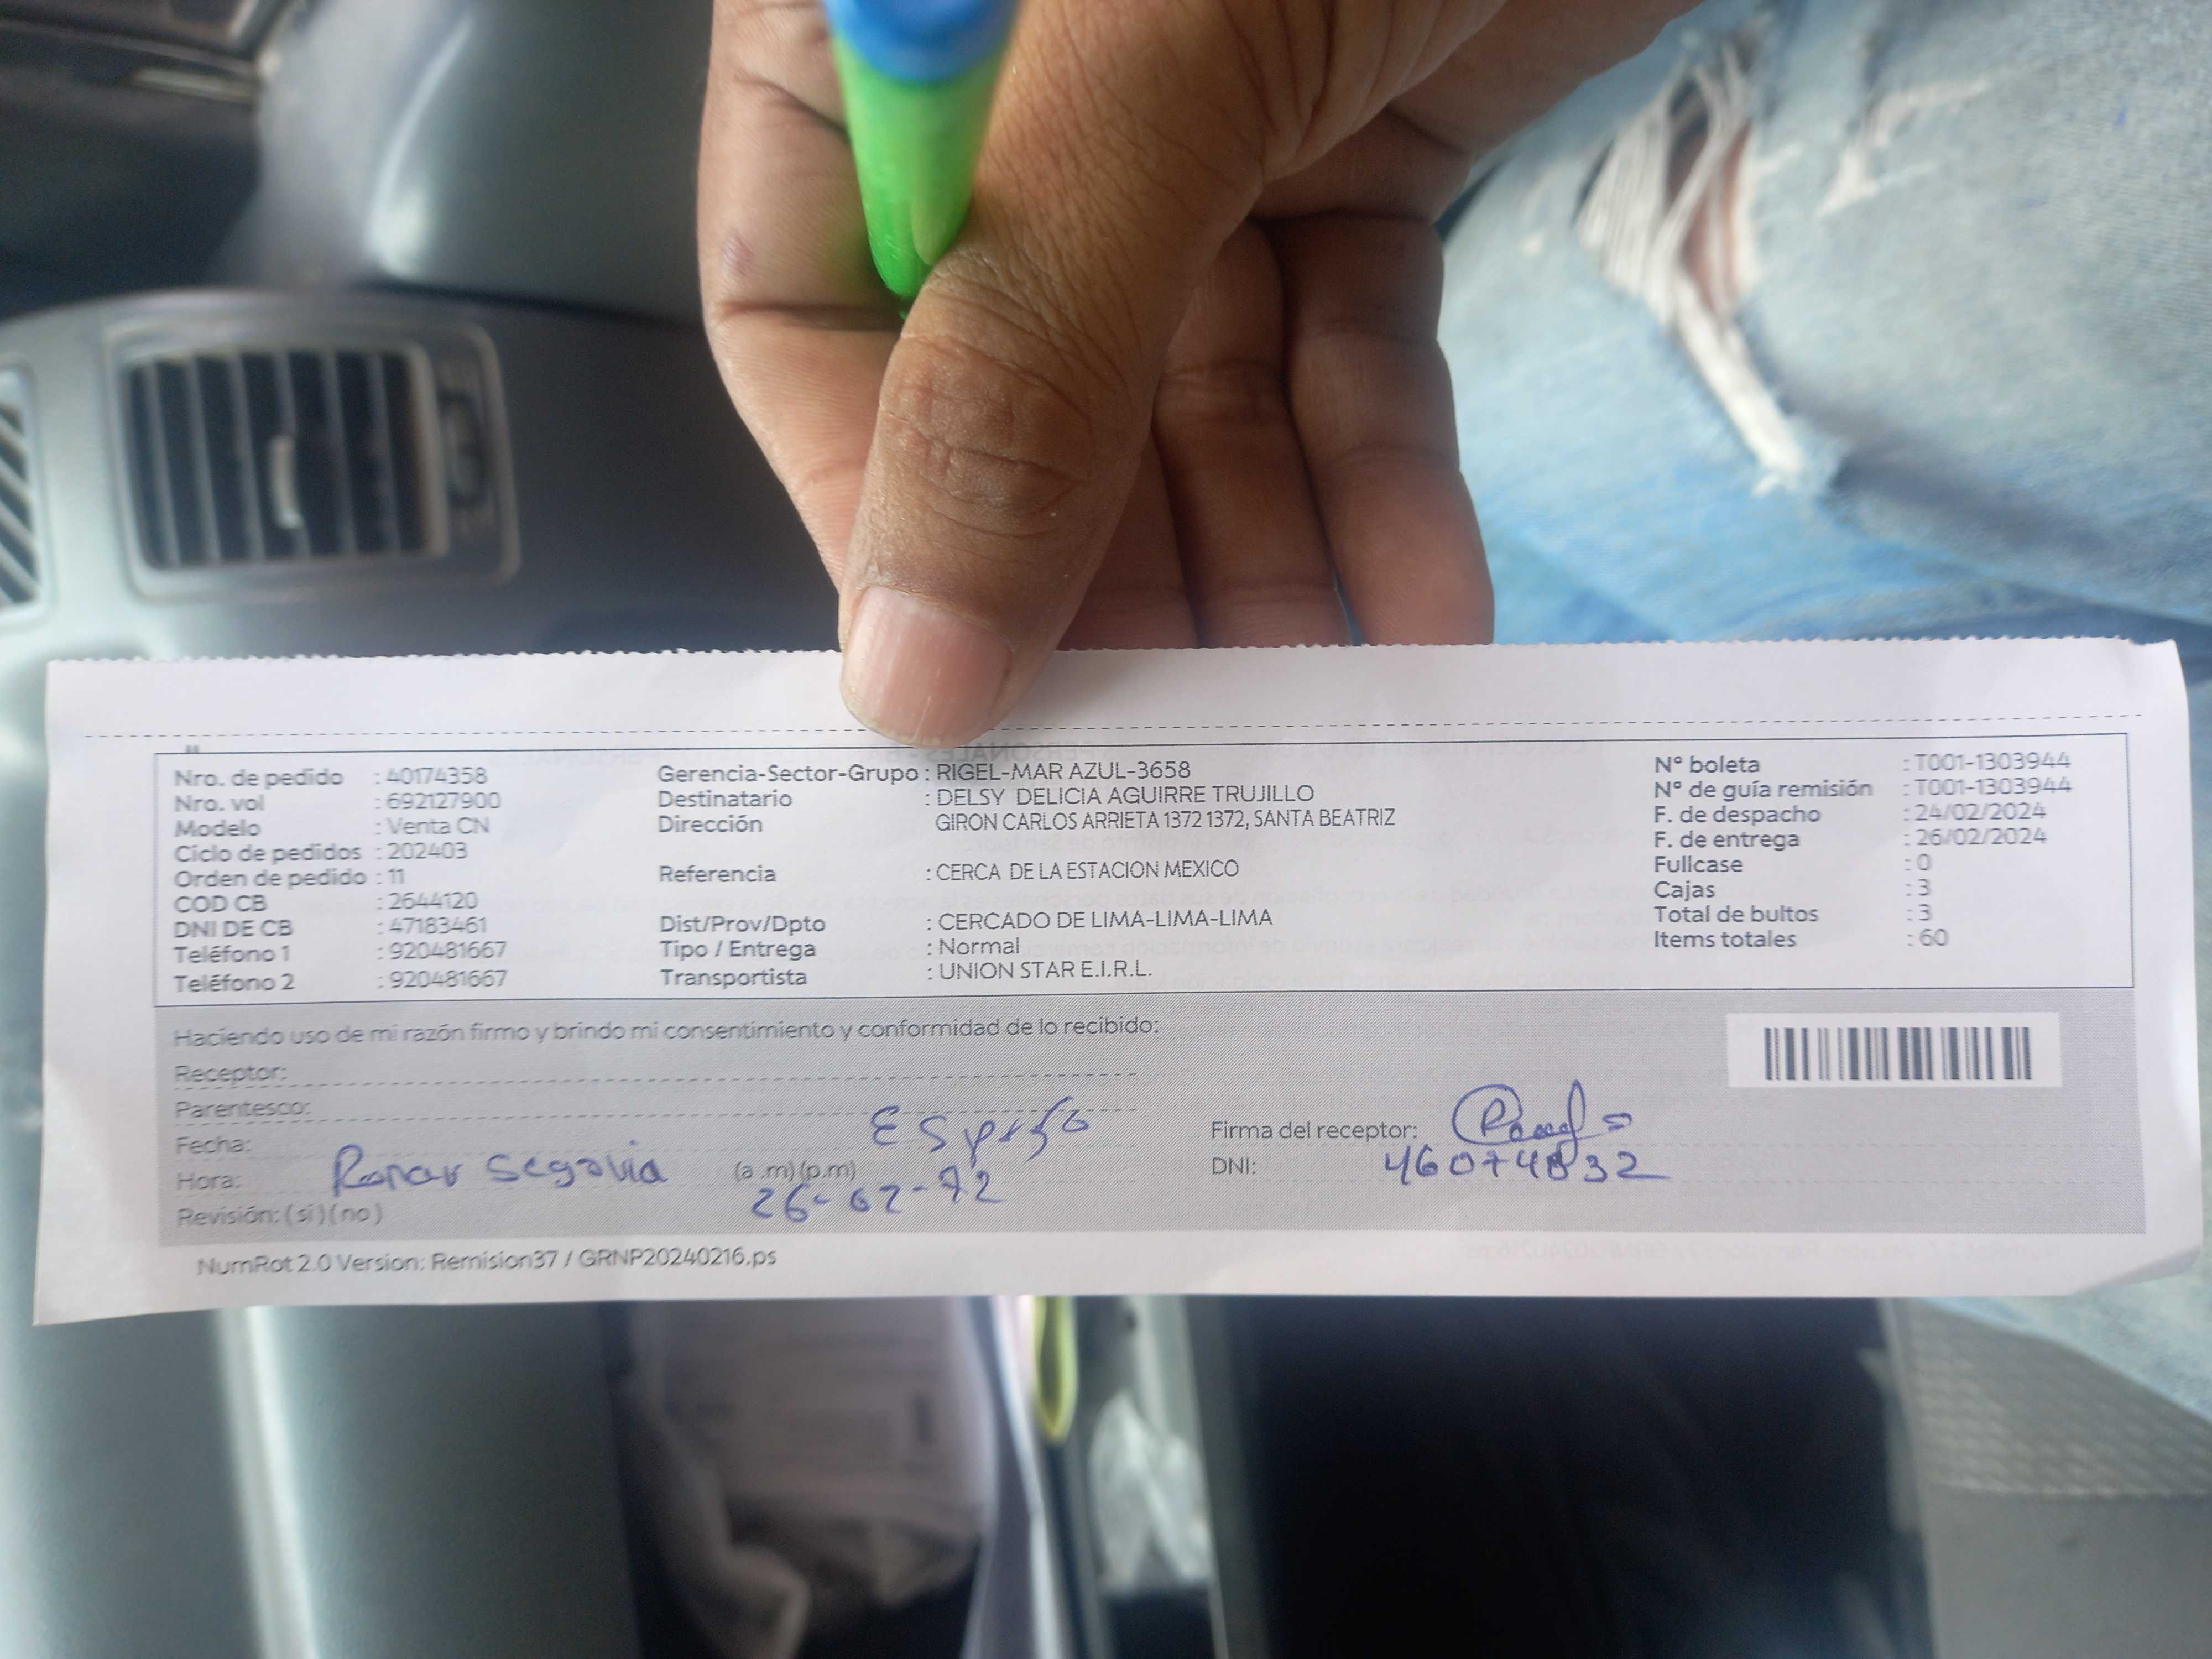 Nro. de pedido : 40174358 Gerencia-Sector-Grupo : RIGEL-MAR AZUL-3658 Nº boleta : T001-1303944
Nro. vol : 692127900 Destinatario : DELSY DELICIA AGUIRRE TRUJILLO Nº de guía remisión : T001-1303944
Modelo : Venta CN Dirección GIRON CARLOS ARRIETA 1372 1372, SANTA BEATRIZ F. de despacho : 24/02/2024
Ciclo de pedidos : 202403 F. de entrega : 26/02/2024
Orden de pedido : 11 Referencia : CERCA DE LA ESTACION MEXICO Fullcase : 0
COD CB : 2644120 Cajas : 3
DNI DE CB : 47183461 Dist/Prov/Dpto : CERCADO DE LIMA-LIMA-LIMA Total de bultos : 3
Teléfono 1 : 920481667 Tipo / Entrega : Normal Items totales : 60
Teléfono 2 : 920481667 Transportista : UNION STAR E.I.R.L.
Haciendo uso de mi razón firmo y brindo mi consentimiento y conformidad de lo recibido:
Receptor:
Parentesco:
Fecha: Firma del receptor:
Hora: Segovia (a.m)(p.m) DNI:
Revisión: (si)(no)
NumRot 2.0 Version: Remision37 / GRNP20240216.ps